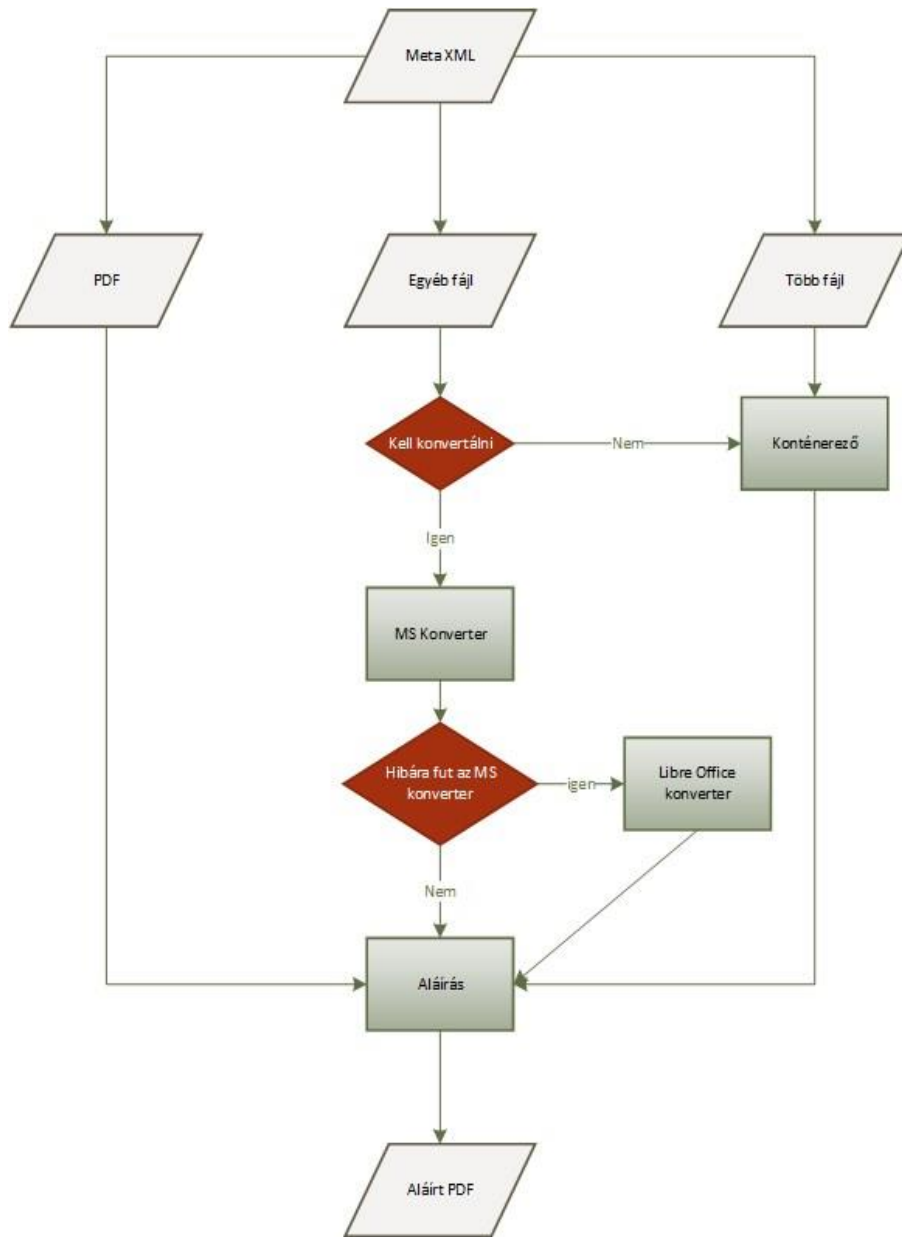 Meta XML
PDF
Egyéb fájl
Több fájl
Kell konvertálni
Nem
Konténerező
Igen
MS Konverter
Hibára fut az MS
konverter
igen
Libre Office
konverter
Nem
Aláírás
Aláírt PDF